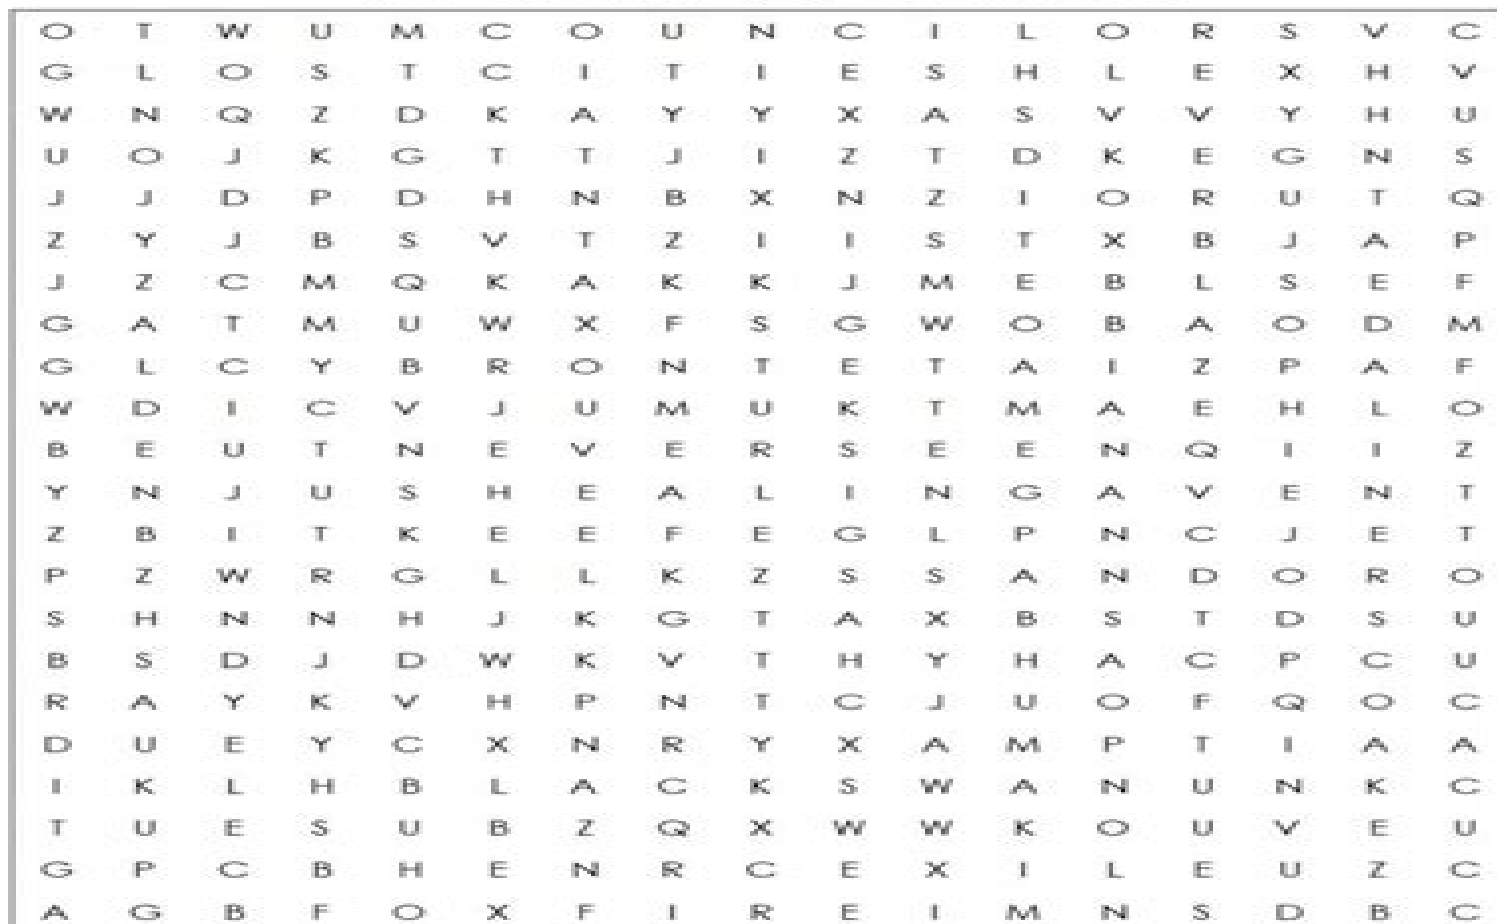 O T W U M C O U N C I L O R S V C
G L O S T C I T I E S H L E X H V
W N Q Z D K A Y Y X A S V V Y H U
U O J K G T T J I Z T D K E G N S
J J D P D H N B X N Z I O R U T Q
Z Y J B S V T Z I I S T X B J A P
J Z C M Q K A K K J M E B L S E F
G A T M U W X F S G W O B A O D M
G L C Y B R O N T E T A I Z P A F
W D I C V J U M U K T M A E H L O
B E U T N E V E R S E E N Q I I Z
Y N J U S H E A L I N G A V E N T
Z B I T K E E F E G L P N C J E T
P Z W R G L L K Z S S A N D O R O
S H N N H J K G T A X B S T D S U
B S D J D W K V T H Y H A C P C U
R A Y K V H P N T C J U O F Q O C
D U E Y C X N R Y X A M P T I A A
I K L H B L A C K S W A N U N K C
T U E S U B Z Q X W W K O U V E U
G P C B H E N R C E X I L E U Z C
A G B F O X F I R E I M N S D B C